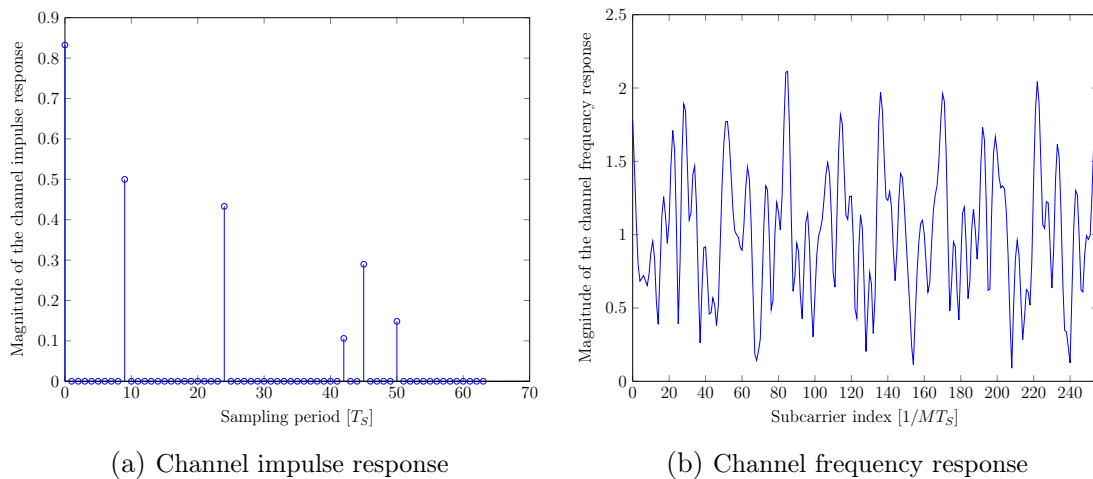 0.9
0.8
0.7
0.6
0.5
0.4
0.3
0.2
0.1
0
0 10 20 30 40 50 60 70
Magnitude of the channel impulse response
Sampling period [T_S]
(a) Channel impulse response
2.5
2
1.5
1
0.5
0
0 20 40 60 80 100 120 140 160 180 200 220 240
Magnitude of the channel frequency response
Subcarrier index [1/MT_S]
(b) Channel frequency response